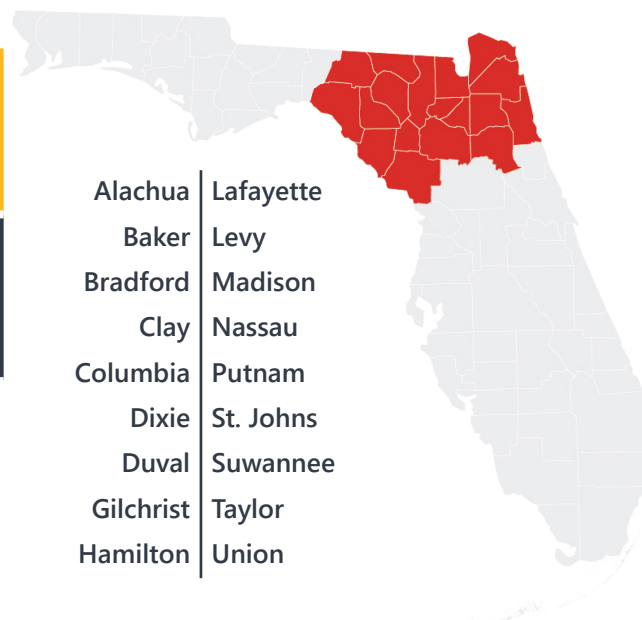 Alachua Lafayette
Baker Levy
Bradford Madison
Clay Nassau
Columbia Putnam
Dixie St. Johns
Duval Suwannee
Gilchrist Taylor
Hamilton Union